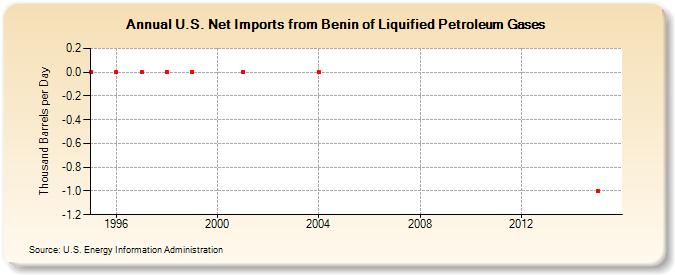 Annual U.S. Net Imports from Benin of Liquified Petroleum Gases
Thousand Barrels per Day
0.2
0.0
-0.2
-0.4
-0.6
-0.8
-1.0
-1.2
1996 2000 2004 2008 2012
Source: U.S. Energy Information Administration